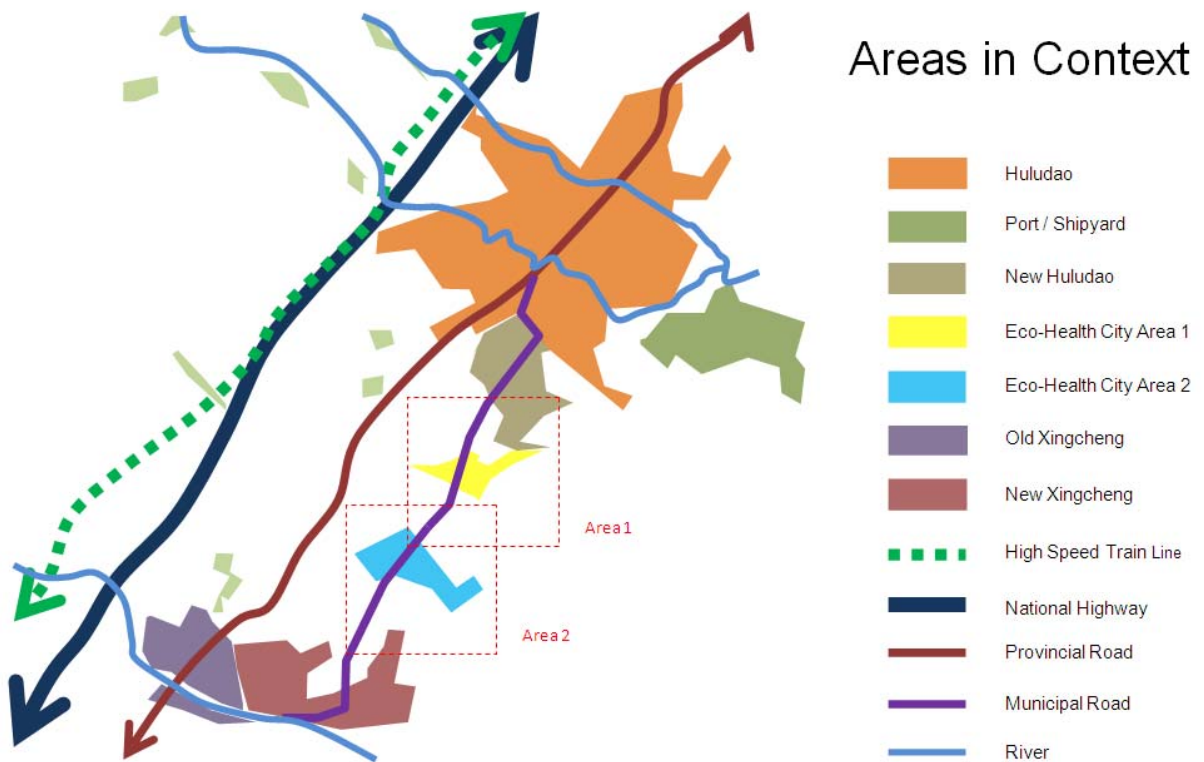 Areas in Context
Huludao
Port / Shipyard
New Huludao
Eco-Health City Area 1
Eco-Health City Area 2
Old Xingcheng
New Xingcheng
High Speed Train Line
National Highway
Provincial Road
Municipal Road
River
Area 1
Area 2